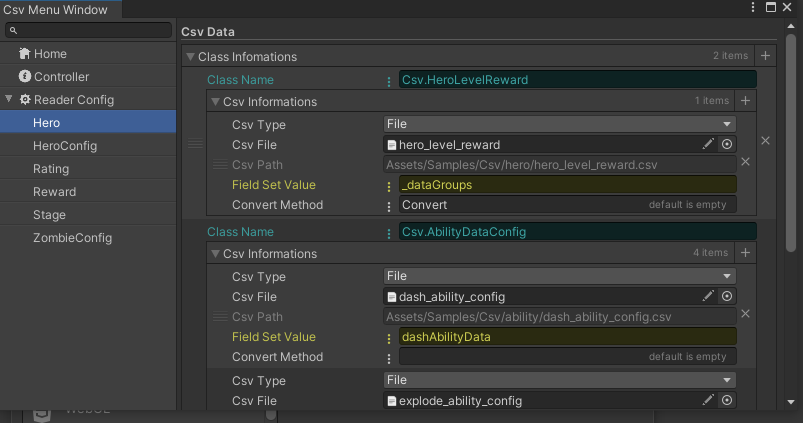 Csv Menu Window
Csv Data
Home
Controller
Reader Config
Hero
HeroConfig
Rating
Reward
Stage
ZombieConfig
Class Infomations 2 items
Class Name Csv.HeroLevelReward
Csv Informations 1 items
Csv Type File
Csv File hero_level_reward
Csv Path Assets/Samples/Csv/hero/hero_level_reward.csv
Field Set Value _dataGroups
Convert Method Convert default is empty
Class Name Csv.AbilityDataConfig
Csv Informations 4 items
Csv Type File
Csv File dash_ability_config
Csv Path Assets/Samples/Csv/ability/dash_ability_config.csv
Field Set Value dashAbilityData
Convert Method default is empty
Csv Type File
Csv File explode_ability_config